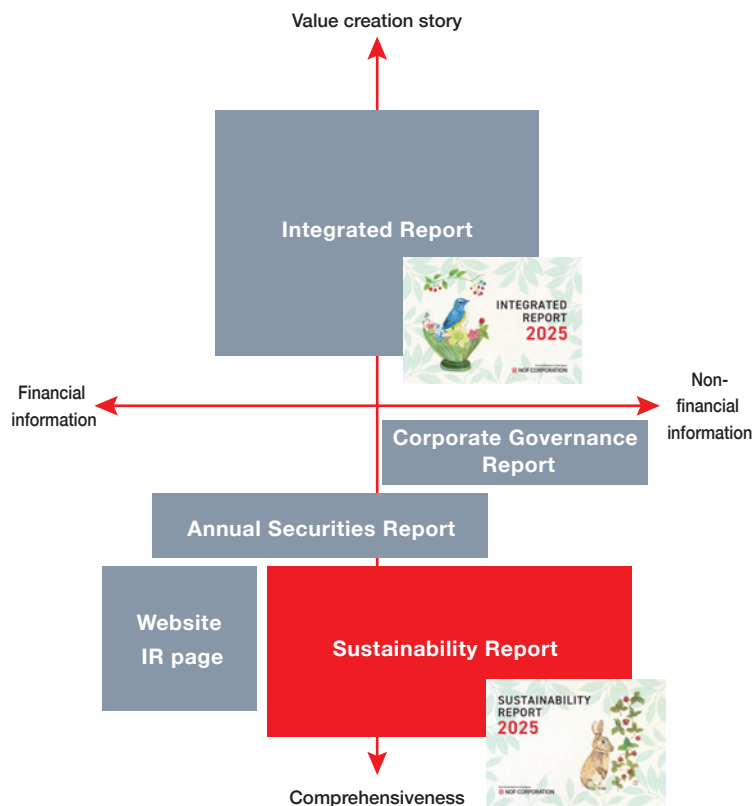 Value creation story
Integrated Report
INTEGRATED
REPORT
2025
NOF CORPORATION
Financial
information
Non-
financial
information
Corporate Governance
Report
Annual Securities Report
Website
IR page
Sustainability Report
SUSTAINABILITY
REPORT
2025
NOF CORPORATION
Comprehensiveness